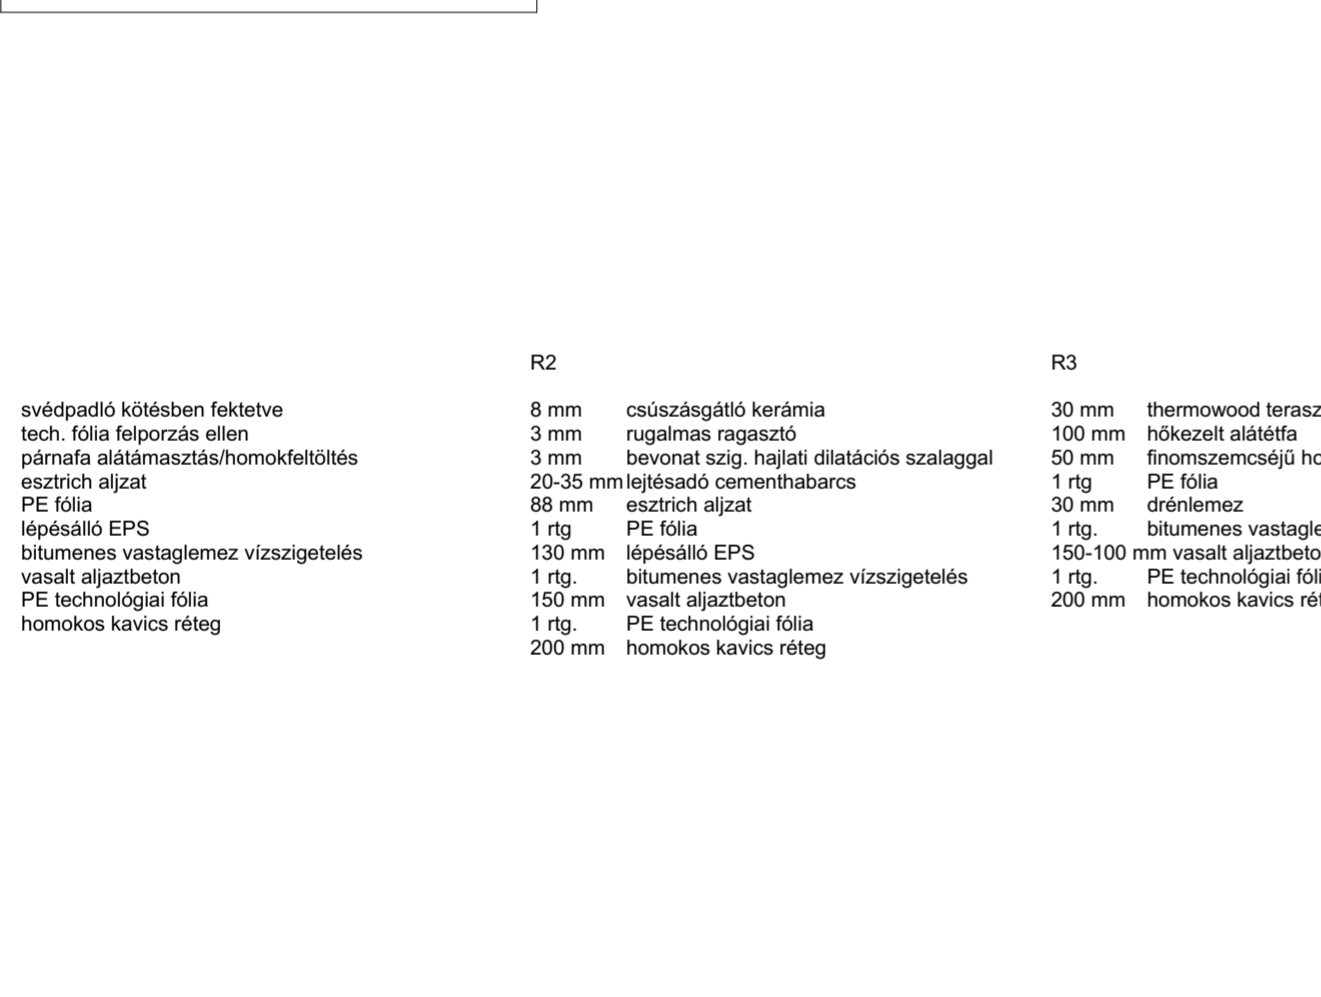 svédpadló kötésben fektetve
tech. fólia felporzás ellen
párnafa alátámasztás/homokfeltöltés
esztrich aljzat
PE fólia
lépésálló EPS
bitumenes vastaglemez vízszigetelés
vasalt aljaztbeton
PE technológiai fólia
homokos kavics réteg
R2
8 mm csúszásgátló kerámia
3 mm rugalmas ragasztó
3 mm bevonat szig. hajlati dilatációs szalaggal
20-35 mm lejtésadó cementhabarcs
88 mm esztrich aljzat
1 rtg PE fólia
130 mm lépésálló EPS
1 rtg. bitumenes vastaglemez vízszigetelés
150 mm vasalt aljaztbeton
1 rtg. PE technológiai fólia
200 mm homokos kavics réteg
R3
30 mm thermowood terasz
100 mm hőkezelt alátétfa
50 mm finomszemcséjű
1 rtg PE fólia
30 mm drénlemez
1 rtg. bitumenes
150-100 mm vasalt
1 rtg. PE technológiai
200 mm homokos kavics